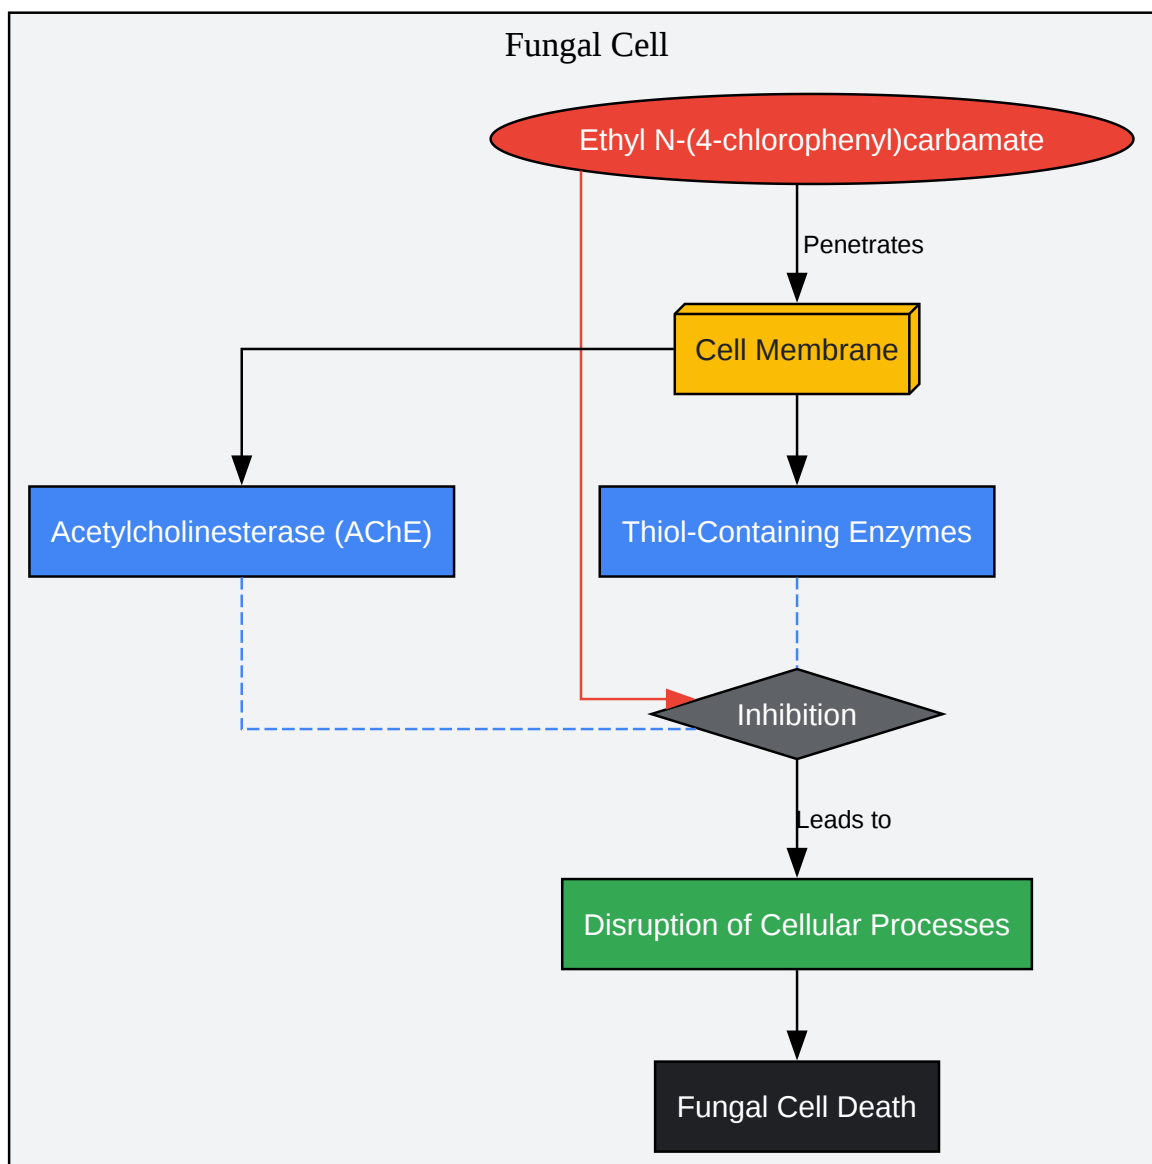 Fungal Cell
Ethyl N-(4-chlorophenyl)carbamate
Penetrates
Cell Membrane
Acetylcholinesterase (AChE)
Thiol-Containing Enzymes
Inhibition
Leads to
Disruption of Cellular Processes
Fungal Cell Death